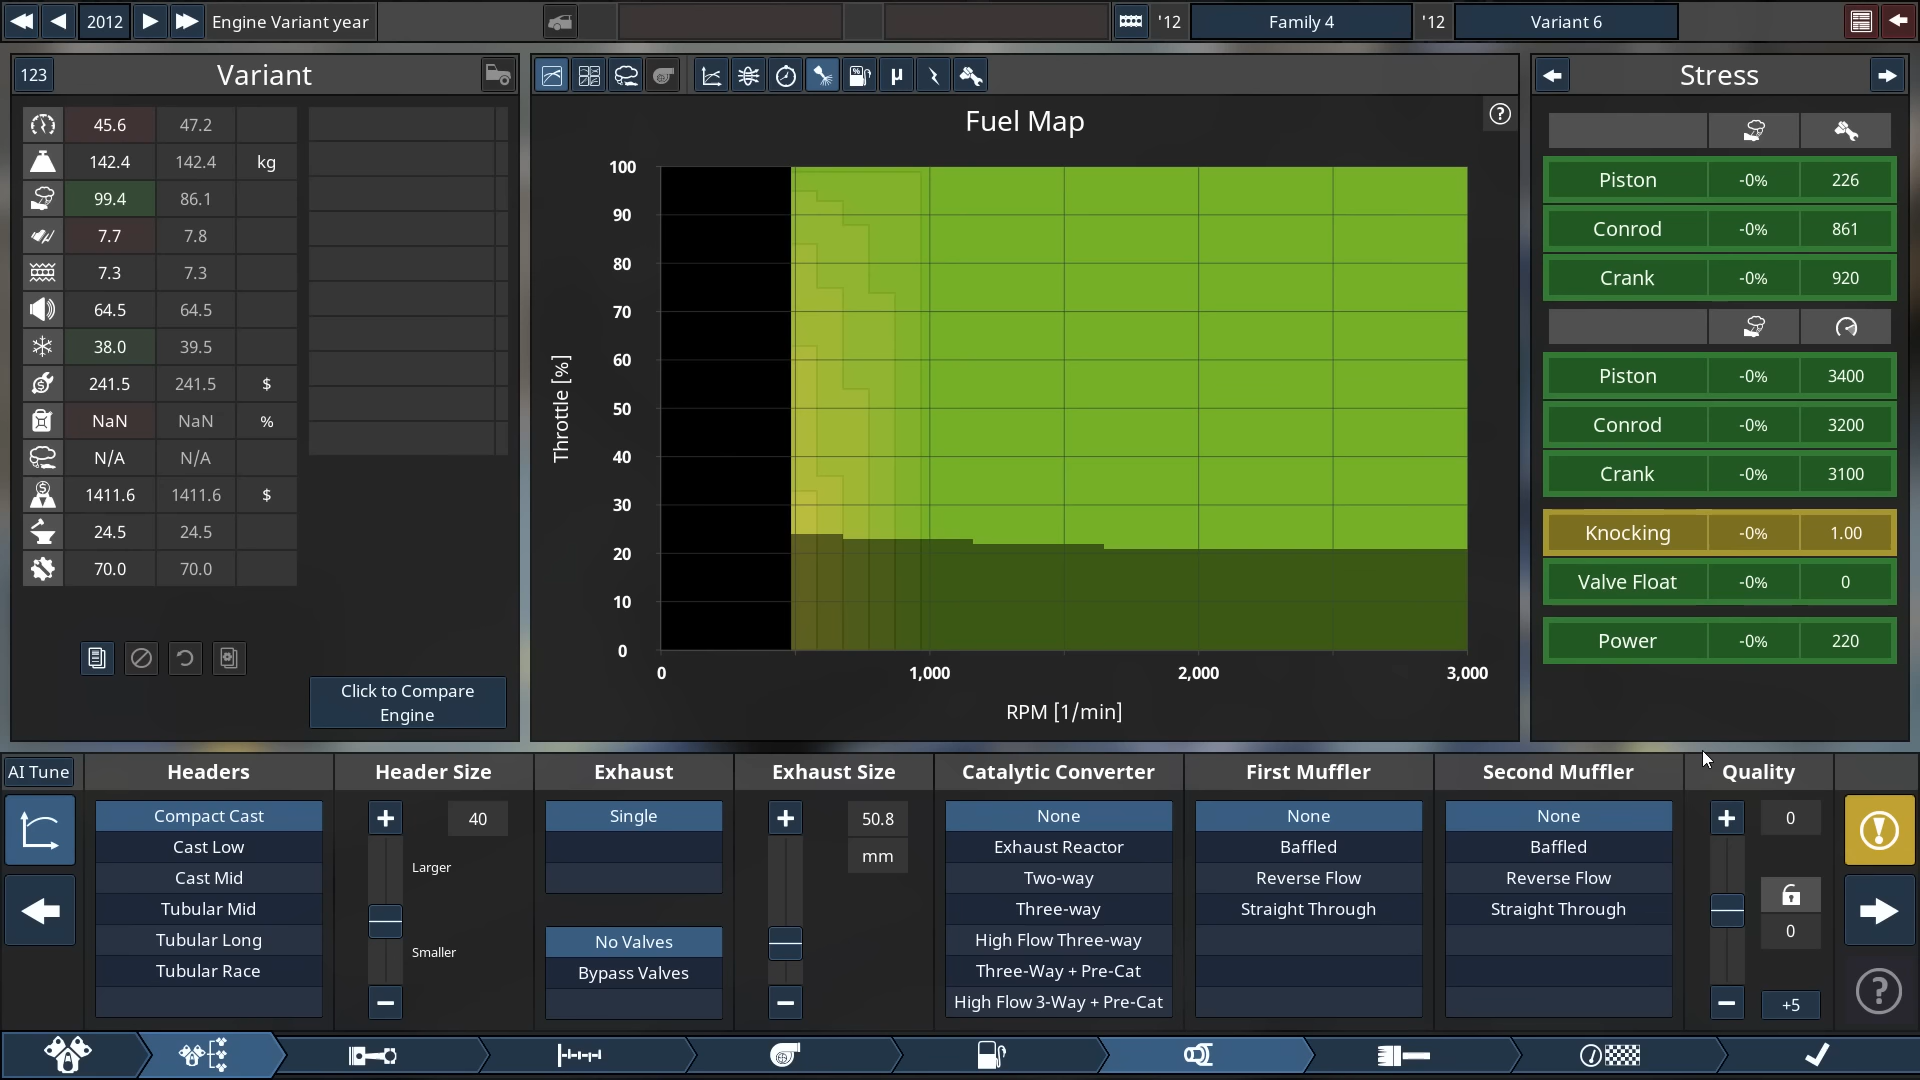 2012
Engine Variant year
'12
Family 4
'12
Variant 6
123
Variant
45.6 47.2
142.4 142.4 kg
99.4 86.1
7.7 7.8
7.3 7.3
64.5 64.5
38.0 39.5
241.5 241.5 $
NaN NaN %
N/A N/A
1411.6 1411.6 $
24.5 24.5
70.0 70.0
Click to Compare
Engine
μ
Fuel Map
?
Throttle [%]
100
90
80
70
60
50
40
30
20
10
0
0 1,000 2,000 3,000
RPM [1/min]
Stress
Piston -0% 226
Conrod -0% 861
Crank -0% 920
Piston -0% 3400
Conrod -0% 3200
Crank -0% 3100
Knocking -0% 1.00
Valve Float -0% 0
Power -0% 220
AI Tune
Headers
Compact Cast
Cast Low
Cast Mid
Tubular Mid
Tubular Long
Tubular Race
Header Size
+ 40
Larger
Smaller
−
Exhaust
Single
No Valves
Bypass Valves
Exhaust Size
+ 50.8
mm
−
Catalytic Converter
None
Exhaust Reactor
Two-way
Three-way
High Flow Three-way
Three-Way + Pre-Cat
High Flow 3-Way + Pre-Cat
First Muffler
None
Baffled
Reverse Flow
Straight Through
Second Muffler
None
Baffled
Reverse Flow
Straight Through
Quality
+ 0
0
− +5
!
?